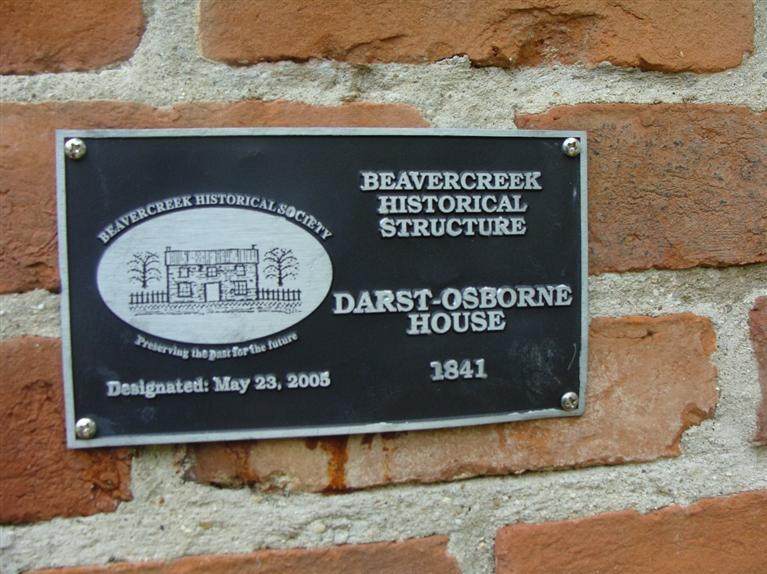 BEAVERCREEK HISTORICAL SOCIETY
Preserving the past for the future
Designated: May 23, 2005
BEAVERCREEK
HISTORICAL
STRUCTURE
DARST-OSBORNE
HOUSE
1841